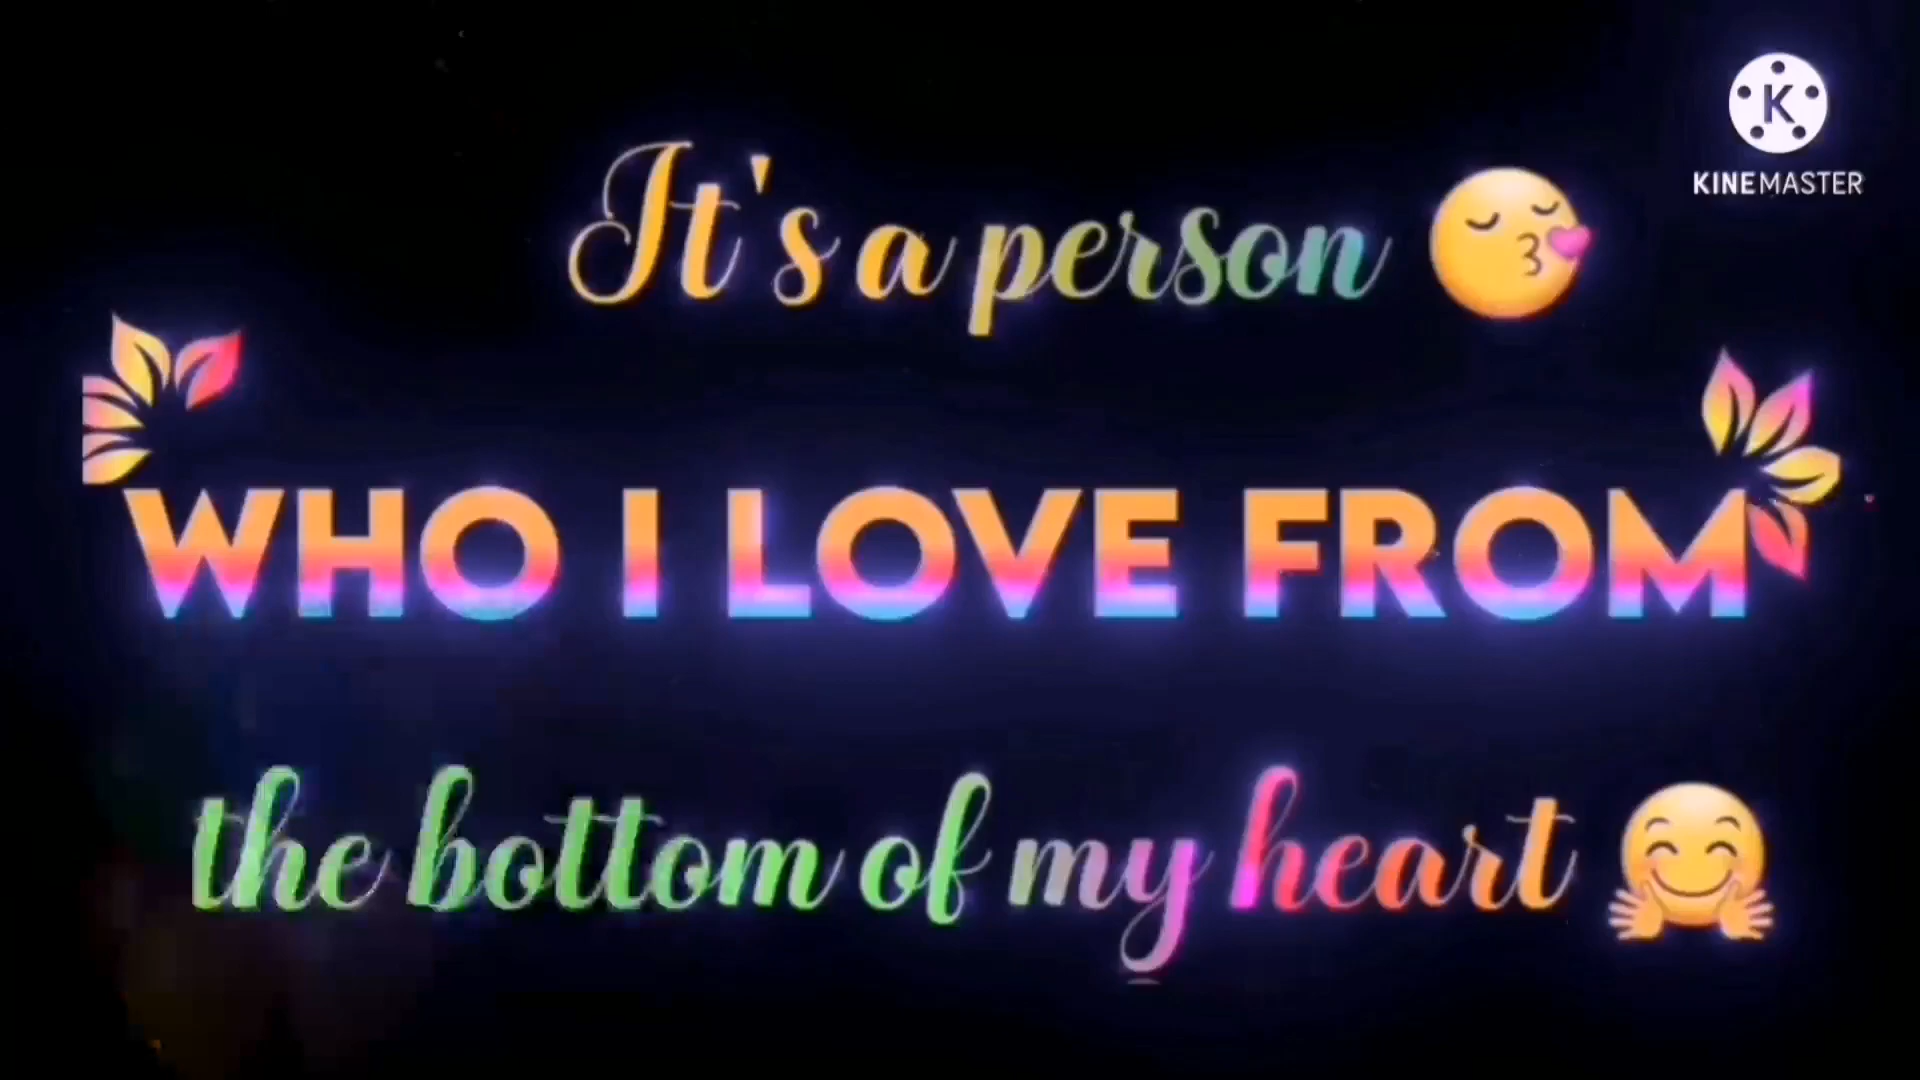 K
KINEMASTER
It's a person 😚
WHO I LOVE FROM
the bottom of my heart 🤗